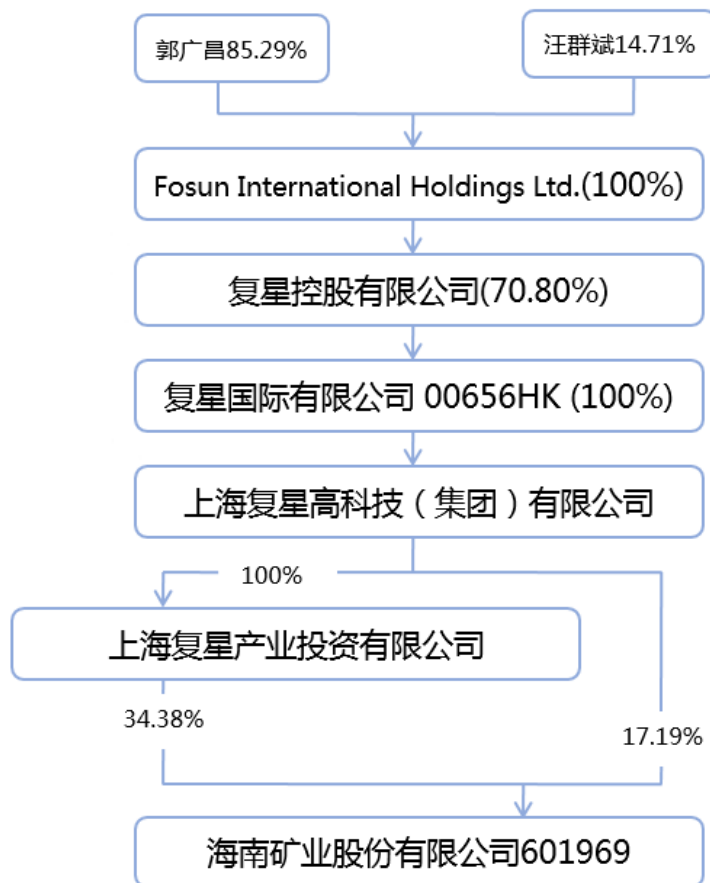 郭广昌85.29%
汪群斌14.71%
Fosun International Holdings Ltd.(100%)
复星控股有限公司(70.80%)
复星国际有限公司 00656HK (100%)
上海复星高科技（集团）有限公司
100%
上海复星产业投资有限公司
34.38%
17.19%
海南矿业股份有限公司601969